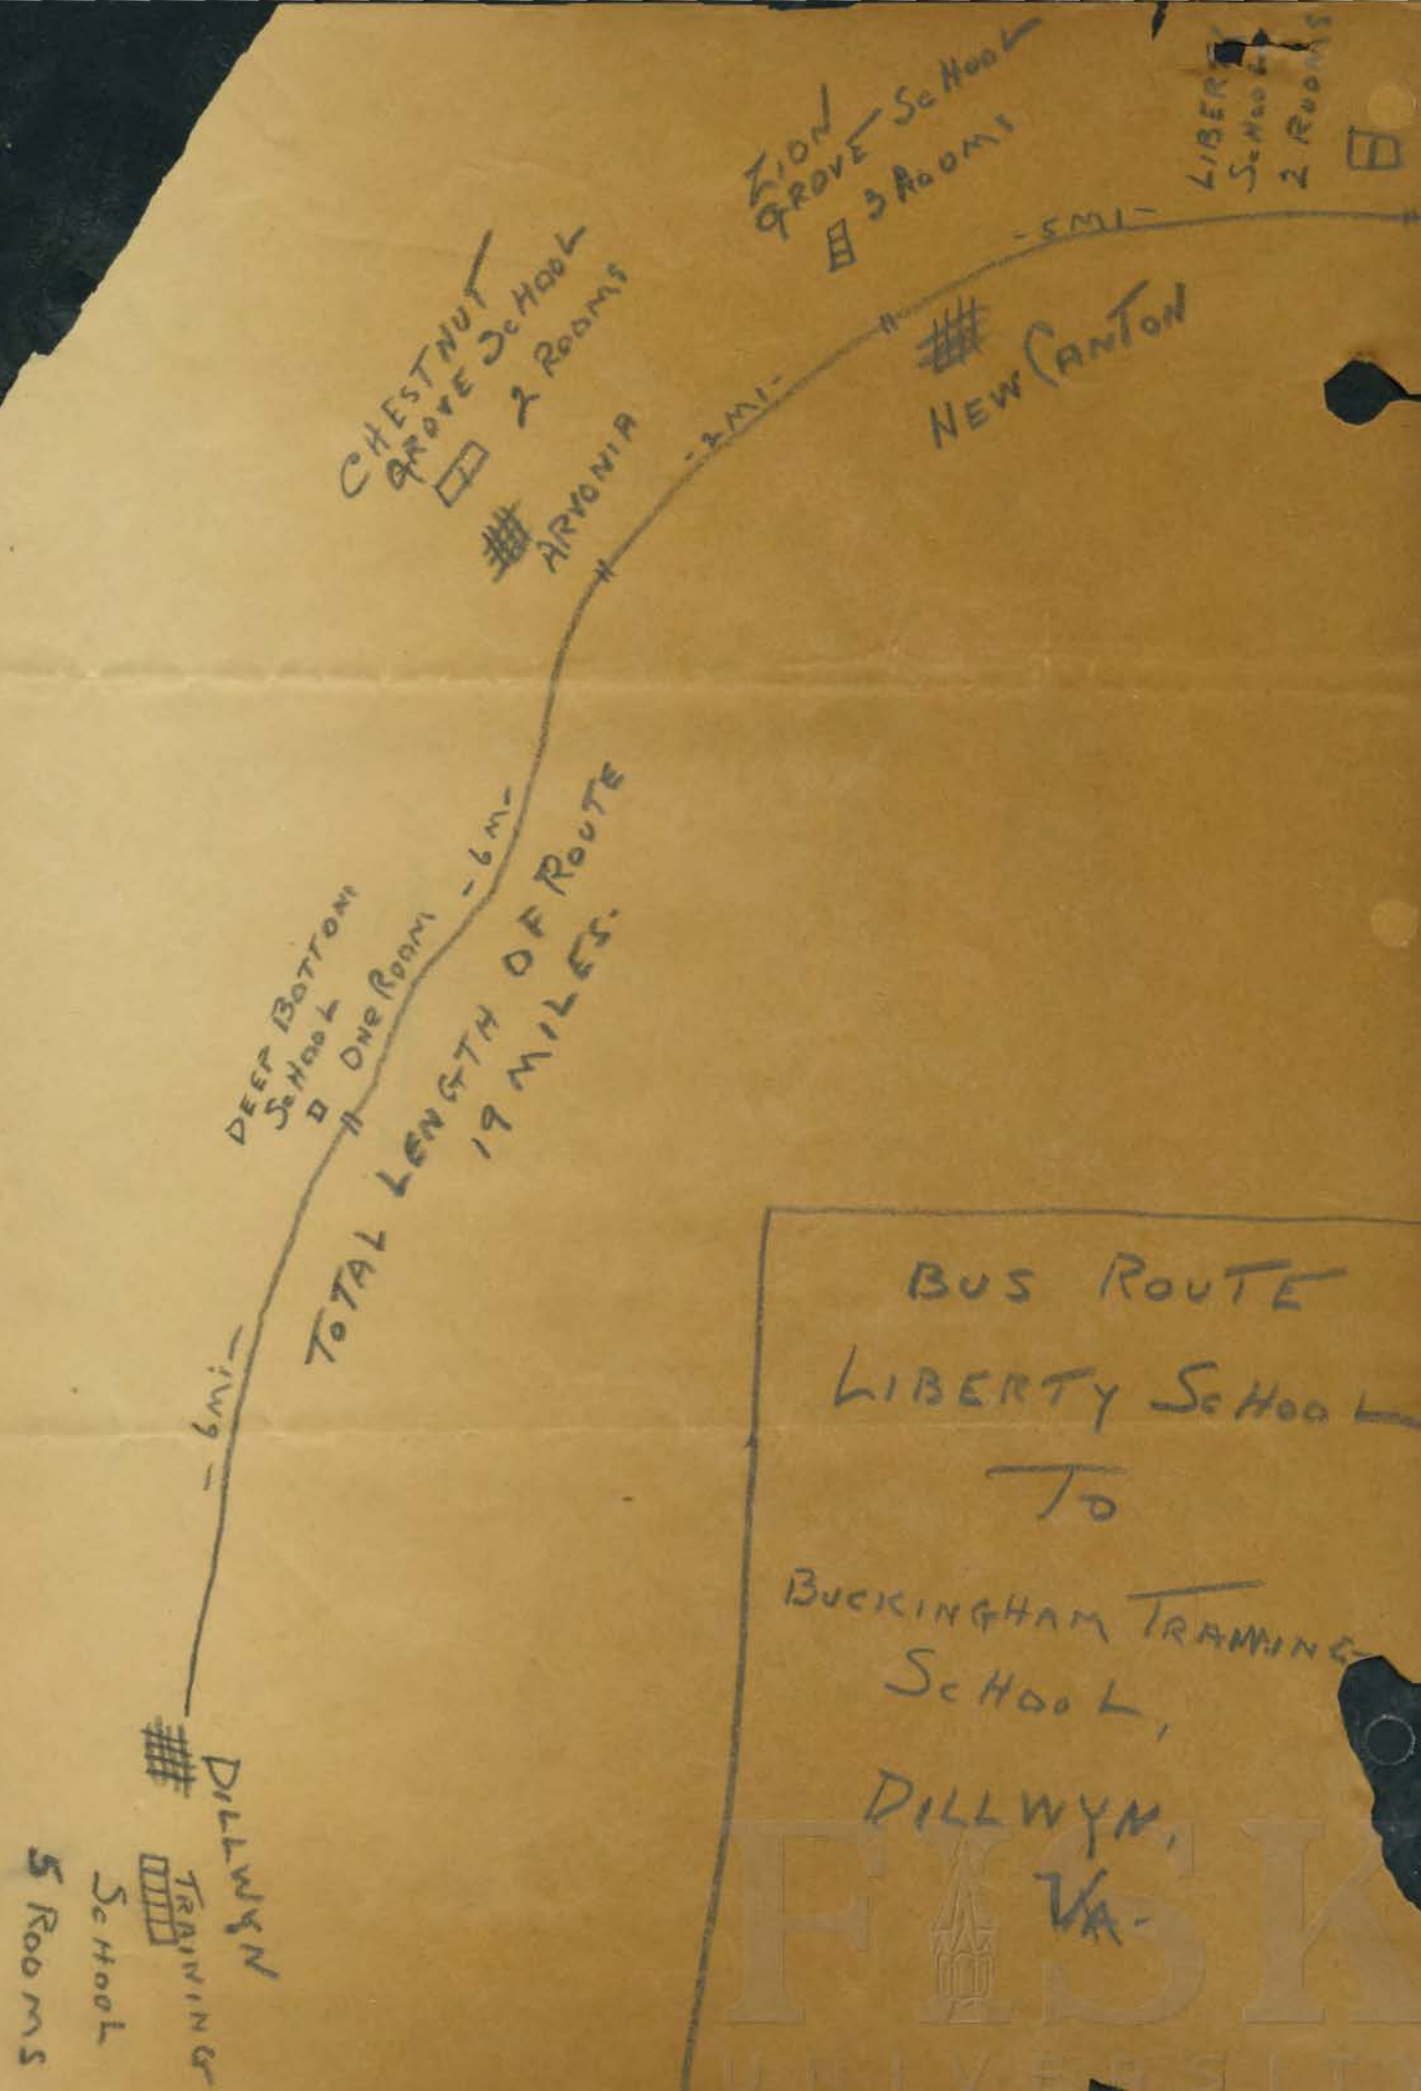 LIBERTY
SCHOOL
2 ROOMS
ZION
GROVE SCHOOL
3 ROOMS
-5 MI-
NEW CANTON
-2 MI-
CHESTNUT
GROVE SCHOOL
2 ROOMS
ARVONIA
-6 M-
DEEP BOTTOM
SCHOOL
ONE ROOM
TOTAL LENGTH OF ROUTE
19 MILES.
-6 Mi-
DILLWYN
TRAINING
SCHOOL
5 ROOMS
BUS ROUTE
LIBERTY SCHOOL
TO
BUCKINGHAM TRAINING
SCHOOL,
DILLWYN,
VA-
FISK
UNIVERSITY